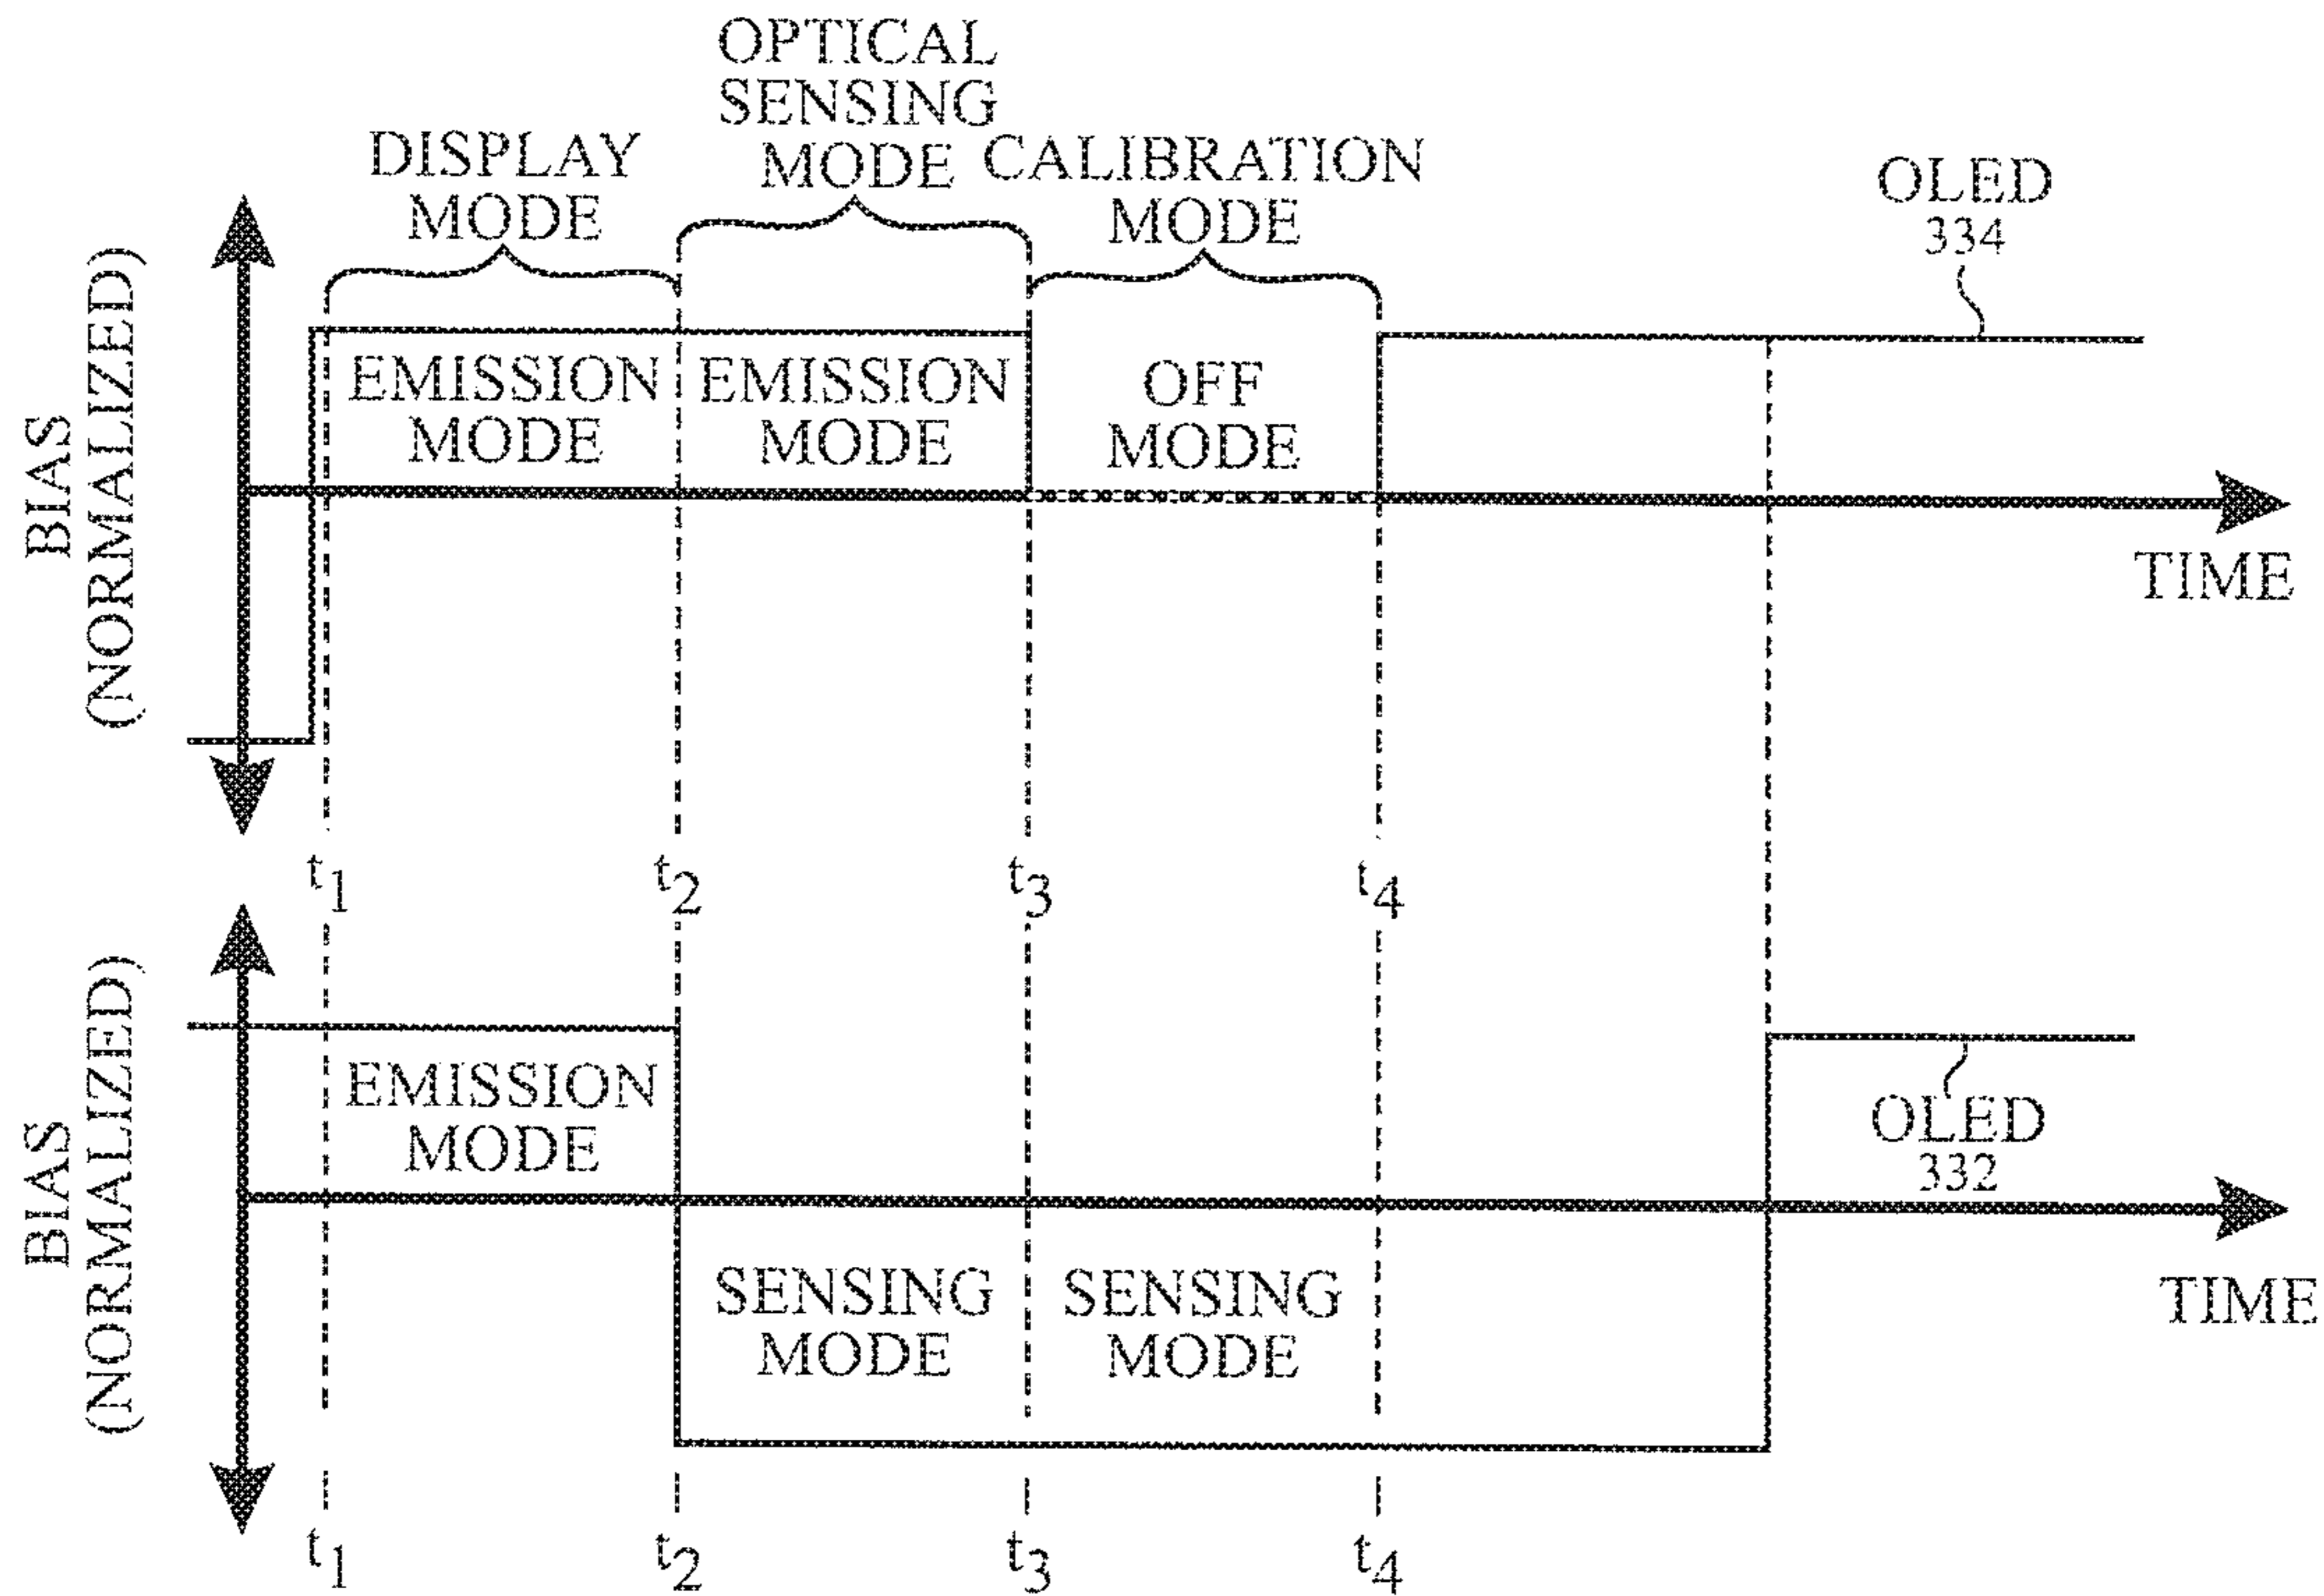 OPTICAL
SENSING
MODE
DISPLAY
MODE
CALIBRATION
MODE
OLED
334
BIAS
(NORMALIZED)
EMISSION
MODE
EMISSION
MODE
OFF
MODE
TIME
t1
t2
t3
t4
BIAS
(NORMALIZED)
EMISSION
MODE
OLED
332
SENSING
MODE
SENSING
MODE
TIME
t1
t2
t3
t4